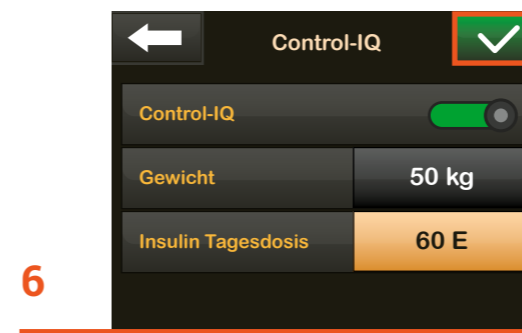 Control-IQ
Control-IQ
Gewicht 50 kg
Insulin Tagesdosis 60 E
6